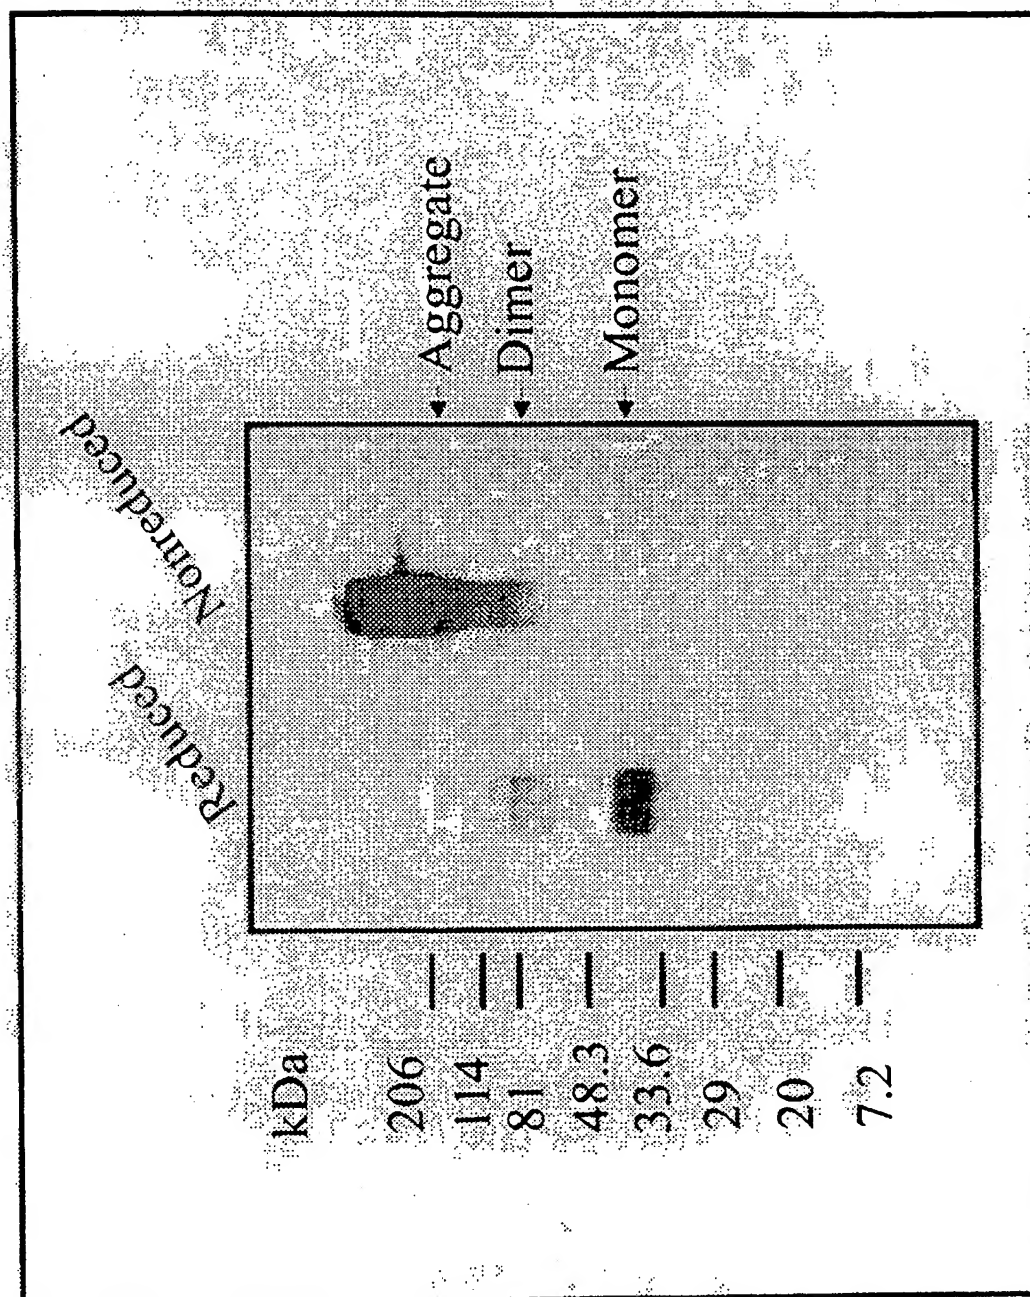 Reduced
Nonreduced
kDa
206
114
81
48.3
33.6
29
20
7.2
Aggregate
Dimer
Monomer